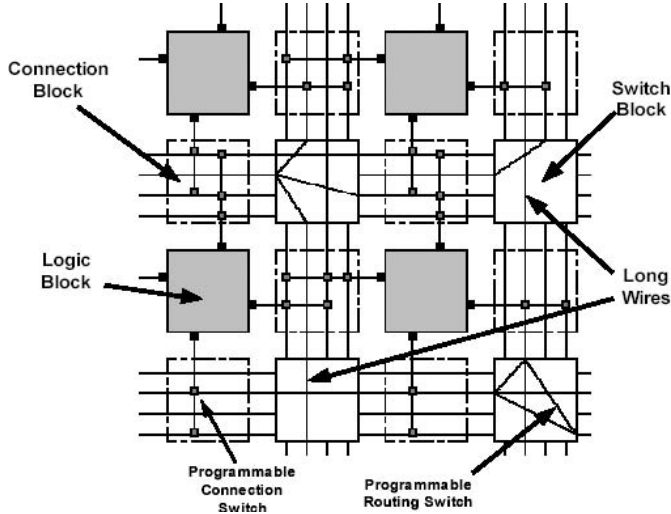 Connection
Block
Switch
Block
Logic
Block
Long
Wires
Programmable
Connection
Switch
Programmable
Routing Switch